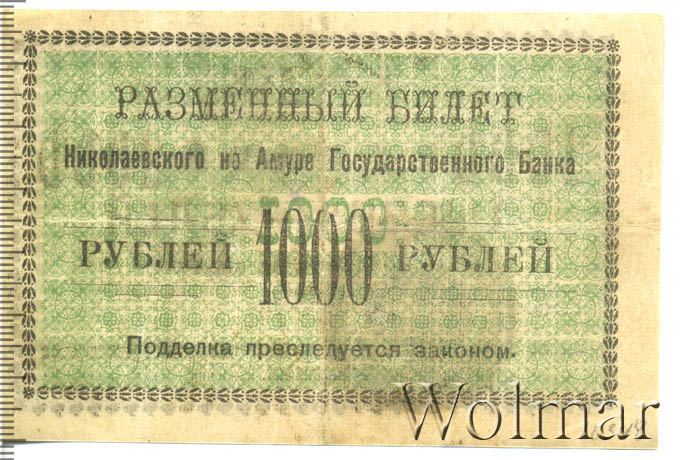 РАЗМЕННЫЙ БИЛЕТ
Николаевского на Амуре Государственного Банка
РУБЛЕЙ 1000 РУБЛЕЙ
Подделка преследуется законом.
Wolmar